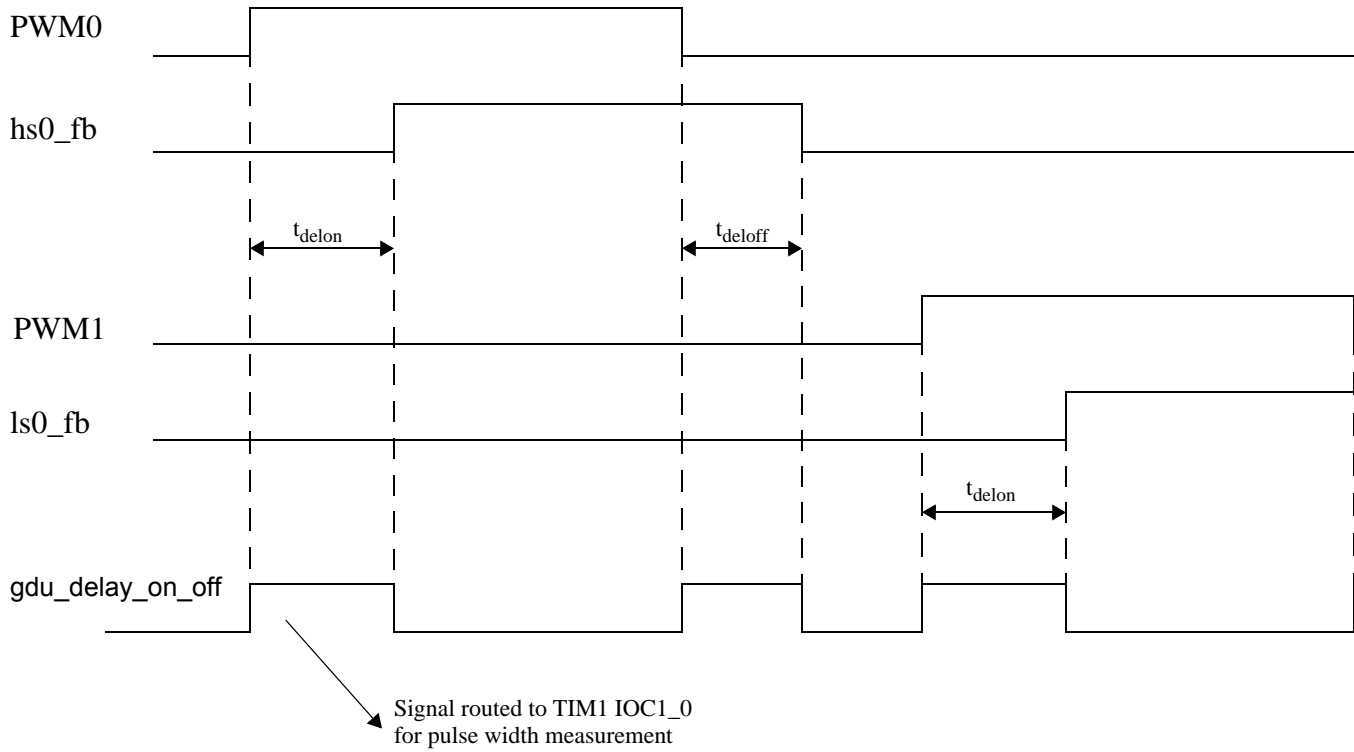 PWM0
hs0_fb
tdelon
tdeloff
PWM1
ls0_fb
tdelon
gdu_delay_on_off
Signal routed to TIM1 IOC1_0
for pulse width measurement